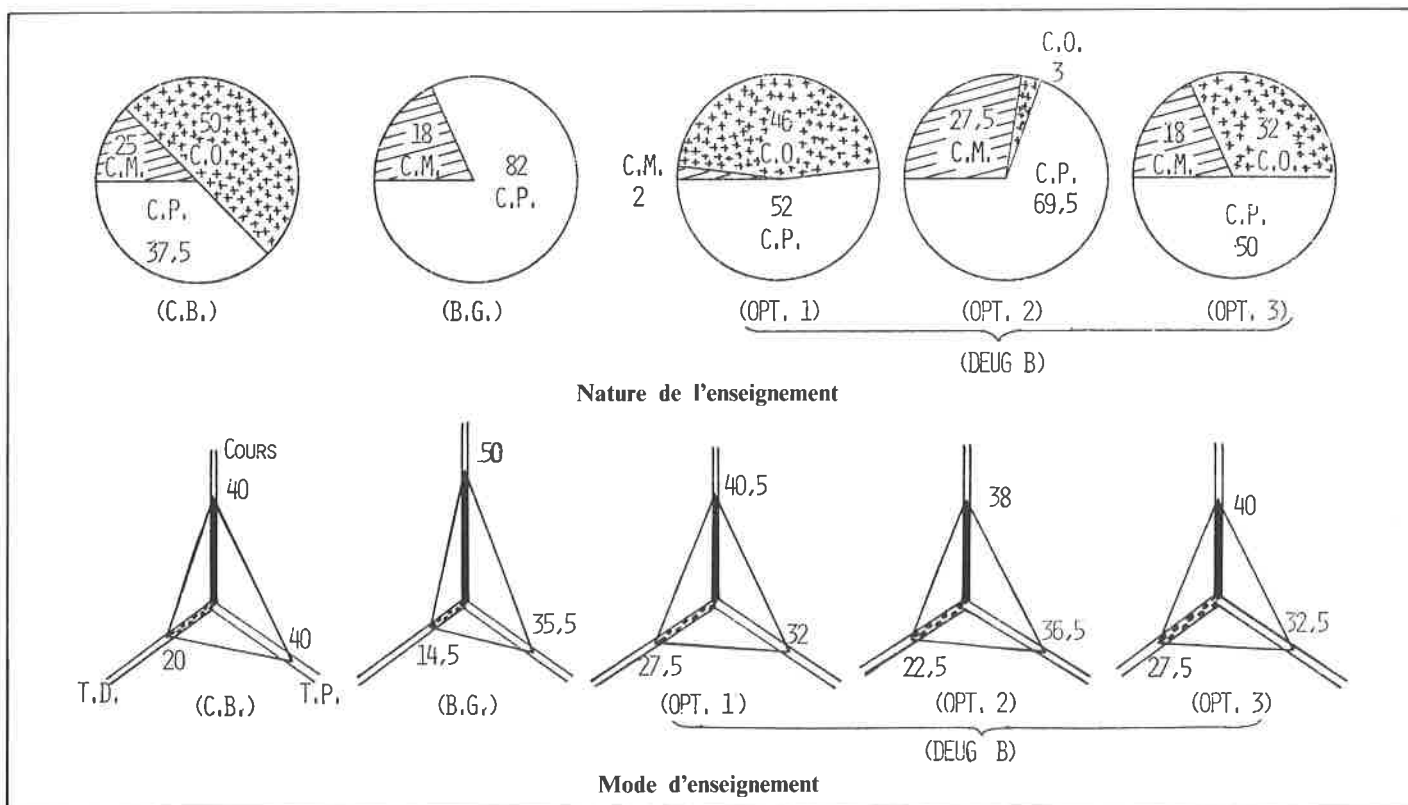 C.O.
3
50
C.O.
25
C.M.
C.P.
37,5
(C.B.)
18
C.M.
82
C.P.
(B.G.)
46
C.O.
C.M.
2
52
C.P.
(OPT. 1)
27,5
C.M.
C.P.
69,5
(OPT. 2)
18
C.M.
32
C.O.
C.P.
50
(OPT. 3)
(DEUG B)
Nature de l'enseignement
COURS
40
20
40
T.D.
T.P.
(C.B.)
50
14,5
35,5
(B.G.)
40,5
27,5
32
(OPT. 1)
38
22,5
36,5
(OPT. 2)
40
27,5
32,5
(OPT. 3)
(DEUG B)
Mode d'enseignement